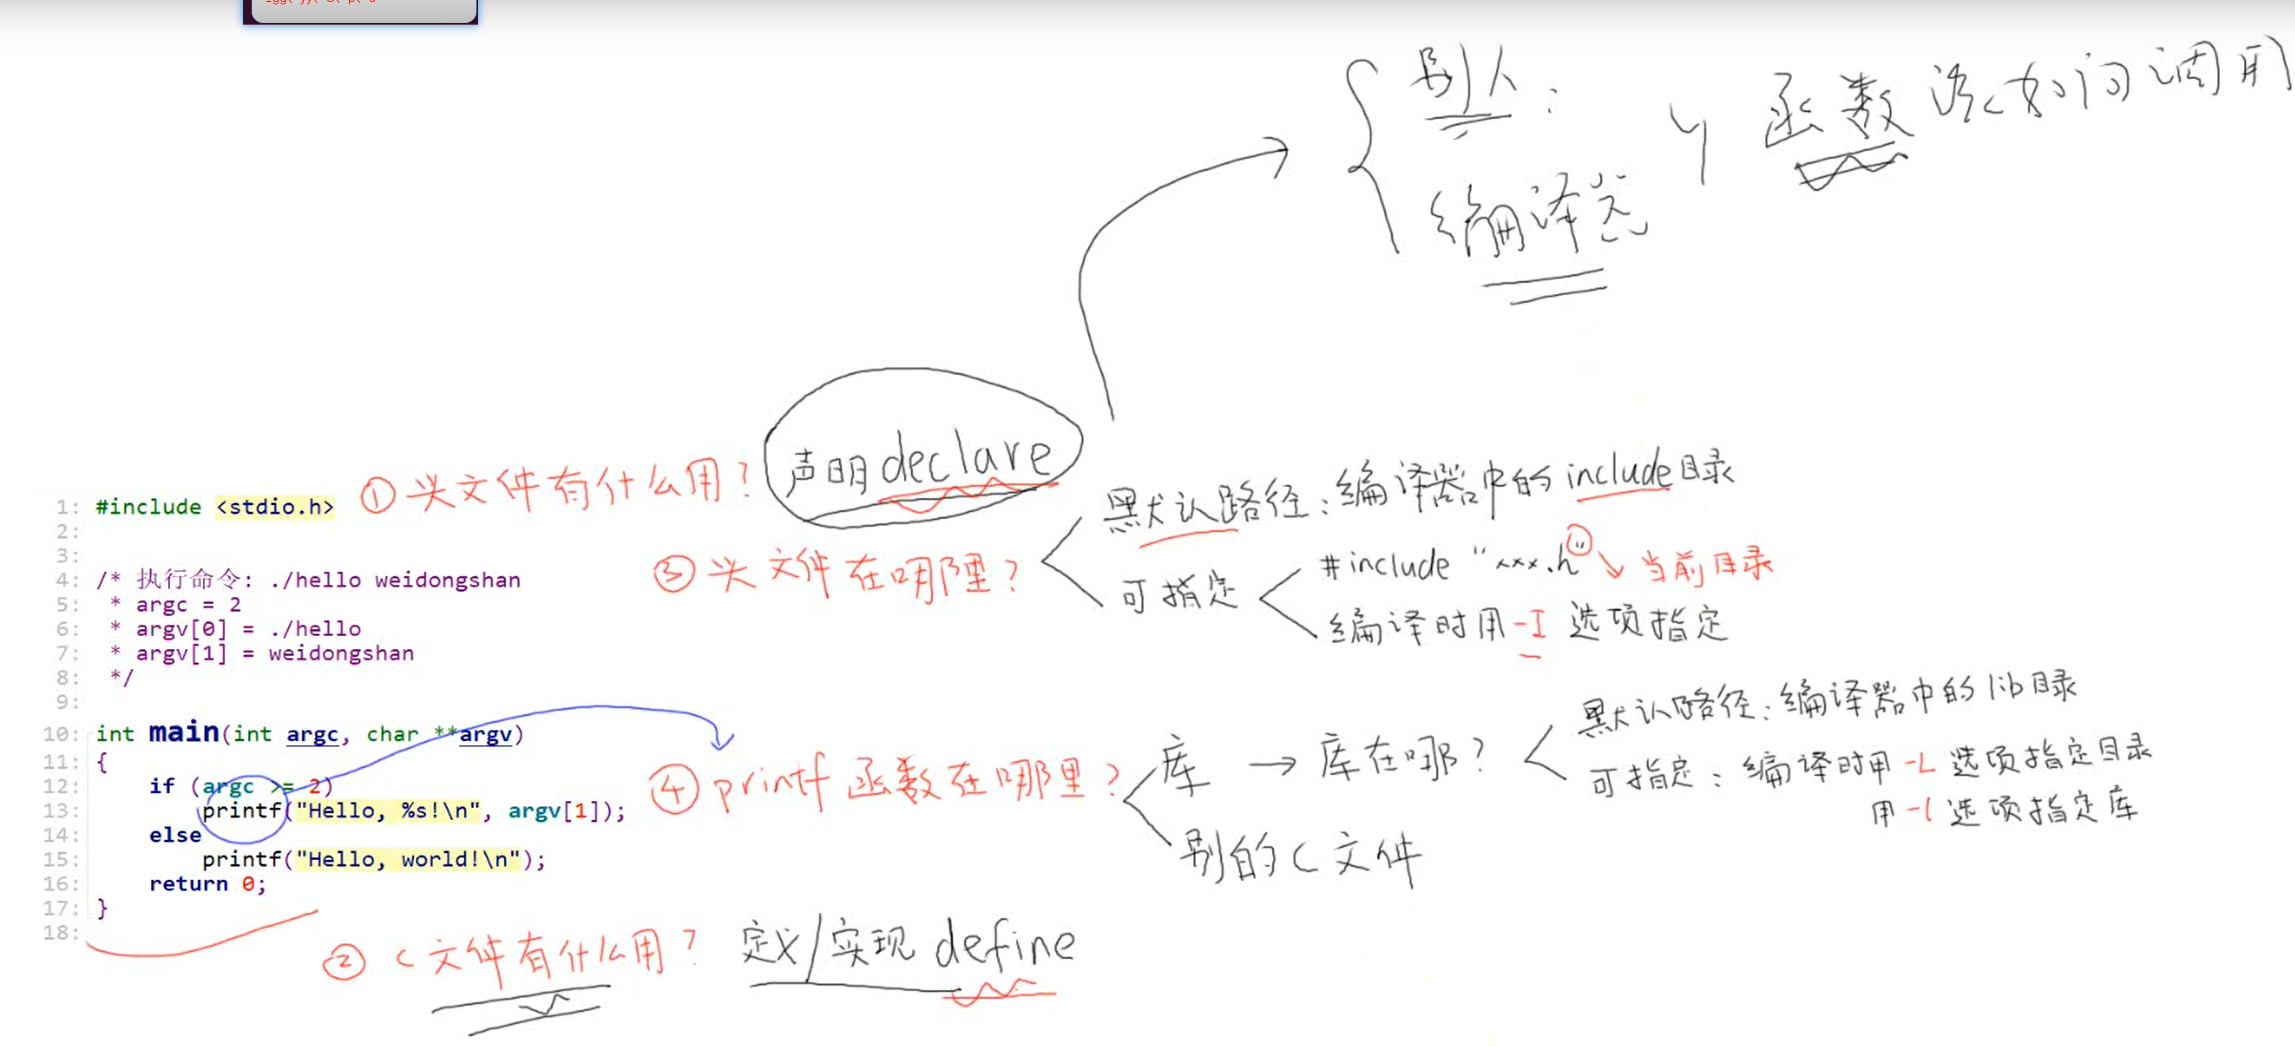 别人:
编译器
函数该如何调用
① 头文件有什么用?
声明 declare
③ 头文件在哪里?
默认路径: 编译器中的 include 目录
可指定
#include "xxx.h" 当前目录
编译时用 -I 选项指定
1: #include <stdio.h>
2:
3:
4: /* 执行命令: ./hello weidongshan
5: * argc = 2
6: * argv[0] = ./hello
7: * argv[1] = weidongshan
8: */
9:
10: int main(int argc, char **argv)
11: {
12: if (argc >= 2)
13: printf("Hello, %s!\n", argv[1]);
14: else
15: printf("Hello, world!\n");
16: return 0;
17: }
18:
④ printf 函数在哪里?
库 → 库在哪?
默认路径: 编译器中的 lib 目录
可指定: 编译时用 -L 选项指定目录
用 -l 选项指定库
别的 C 文件
② C 文件有什么用?
定义/实现 define